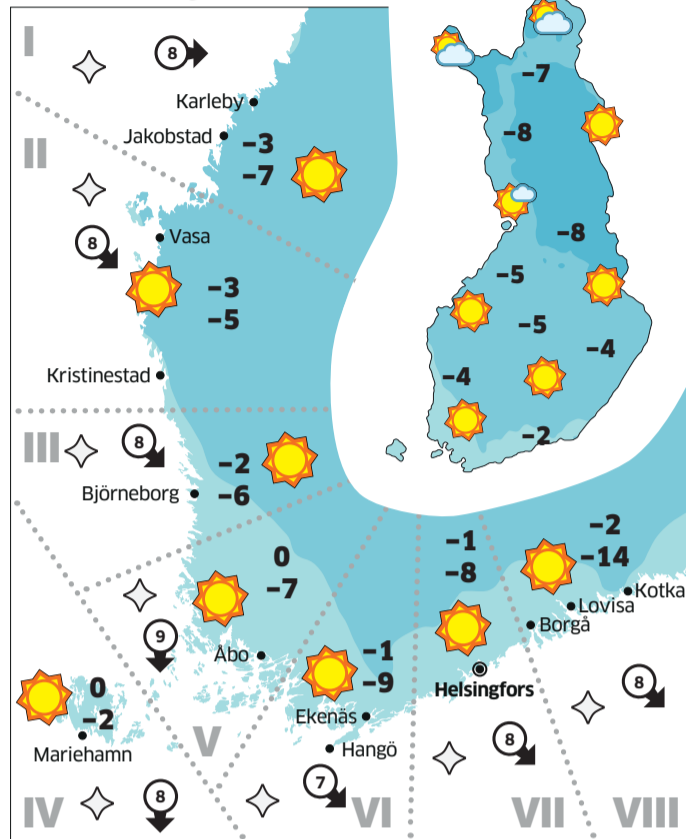 I
8
Karleby
Jakobstad
-3
-7
II
8
Vasa
-3
-5
Kristinestad
III
8
-2
-6
Björneborg
0
-7
9
Åbo
0
-2
Mariehamn
IV
8
V
-1
-9
Ekenäs
Hangö
7
VI
-1
-8
Helsingfors
8
VII
-2
-14
Kotka
Lovisa
Borgå
8
VIII
-7
-8
-8
-5
-5
-4
-4
-2